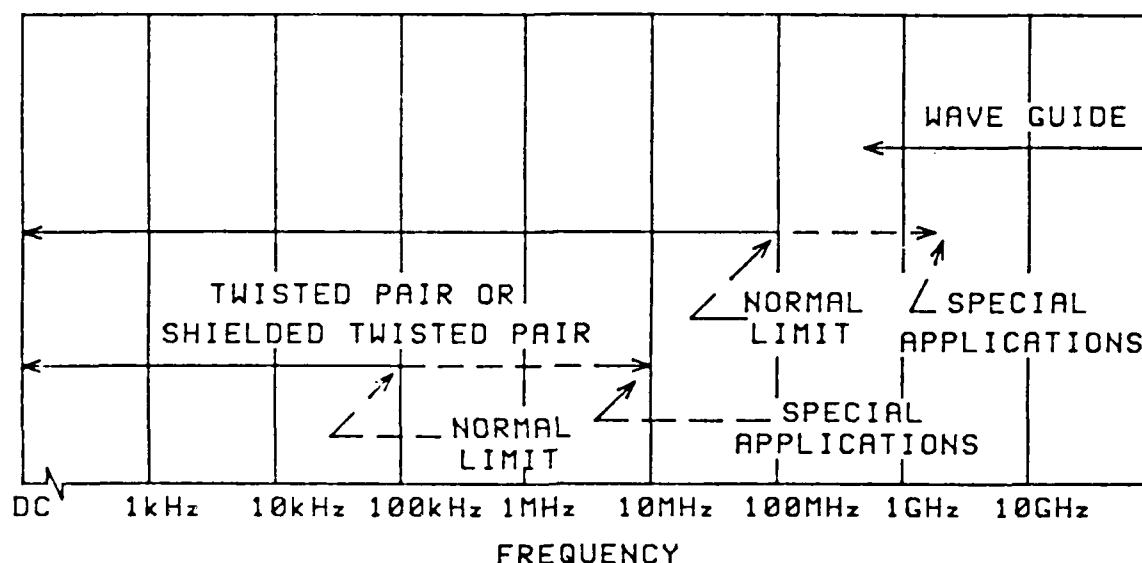 WAVE GUIDE
TWISTED PAIR OR
SHIELDED TWISTED PAIR
NORMAL
LIMIT
SPECIAL
APPLICATIONS
NORMAL
LIMIT
SPECIAL
APPLICATIONS
DC 1kHz 10kHz 100kHz 1MHz 10MHz 100MHz 1GHz 10GHz
FREQUENCY